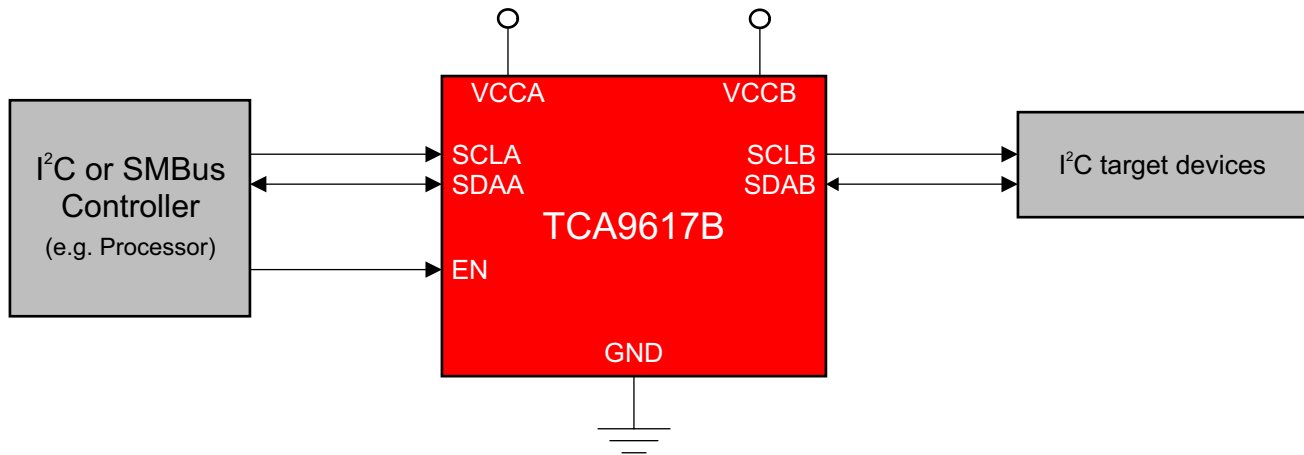 VCCA
VCCB
I²C or SMBus
Controller
(e.g. Processor)
SCLA
SDAA
EN
TCA9617B
SCLB
SDAB
GND
I²C target devices